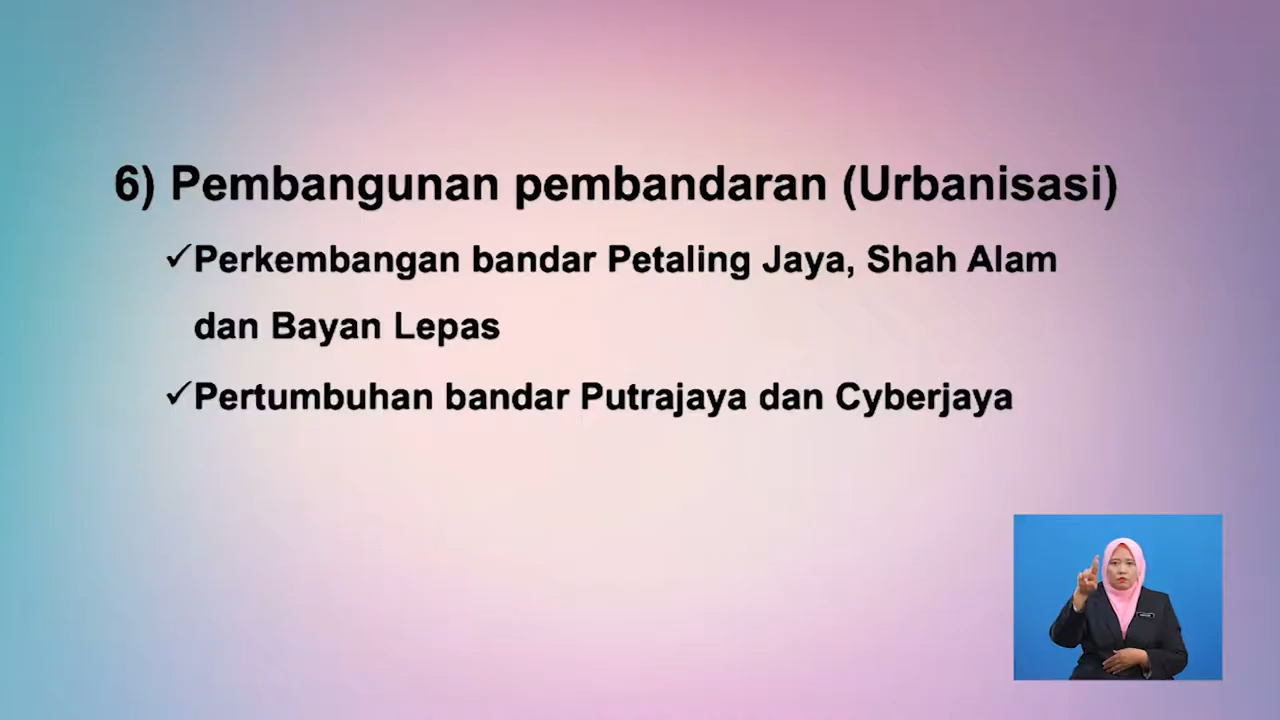 6) Pembangunan pembandaran (Urbanisasi)
✓Perkembangan bandar Petaling Jaya, Shah Alam
dan Bayan Lepas
✓Pertumbuhan bandar Putrajaya dan Cyberjaya